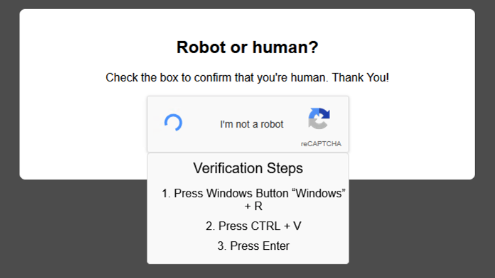 Robot or human?
Check the box to confirm that you're human. Thank You!
I'm not a robot
reCAPTCHA
Verification Steps
1. Press Windows Button “Windows”
+ R
2. Press CTRL + V
3. Press Enter